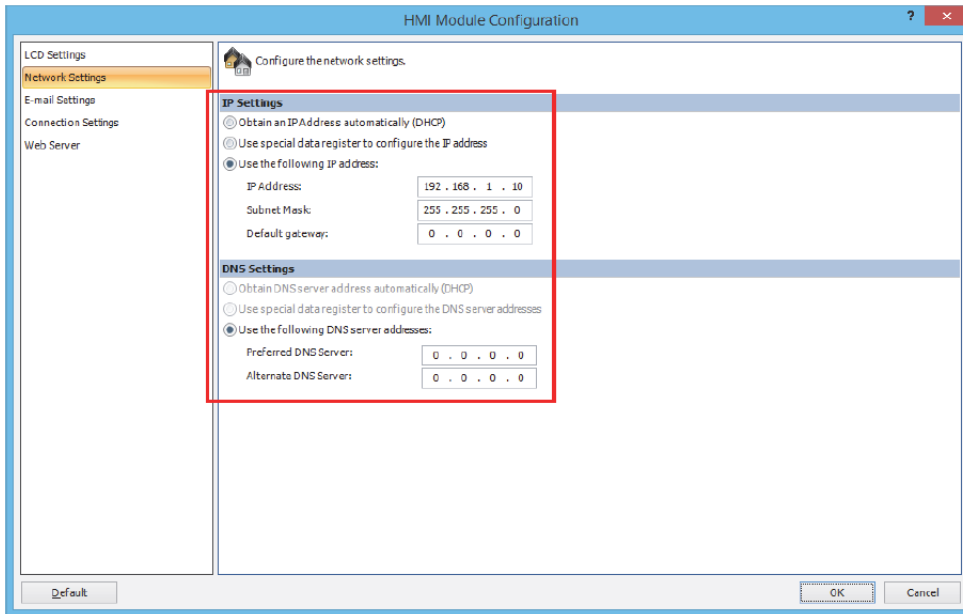 HMI Module Configuration
? ×
LCD Settings
Network Settings
E-mail Settings
Connection Settings
Web Server
Configure the network settings.
IP Settings
Obtain an IP Address automatically (DHCP)
Use special data register to configure the IP address
Use the following IP address:
IP Address: 192 . 168 . 1 . 10
Subnet Mask: 255 . 255 . 255 . 0
Default gateway: 0 . 0 . 0 . 0
DNS Settings
Obtain DNS server address automatically (DHCP)
Use special data register to configure the DNS server addresses
Use the following DNS server addresses:
Preferred DNS Server: 0 . 0 . 0 . 0
Alternate DNS Server: 0 . 0 . 0 . 0
Default OK Cancel